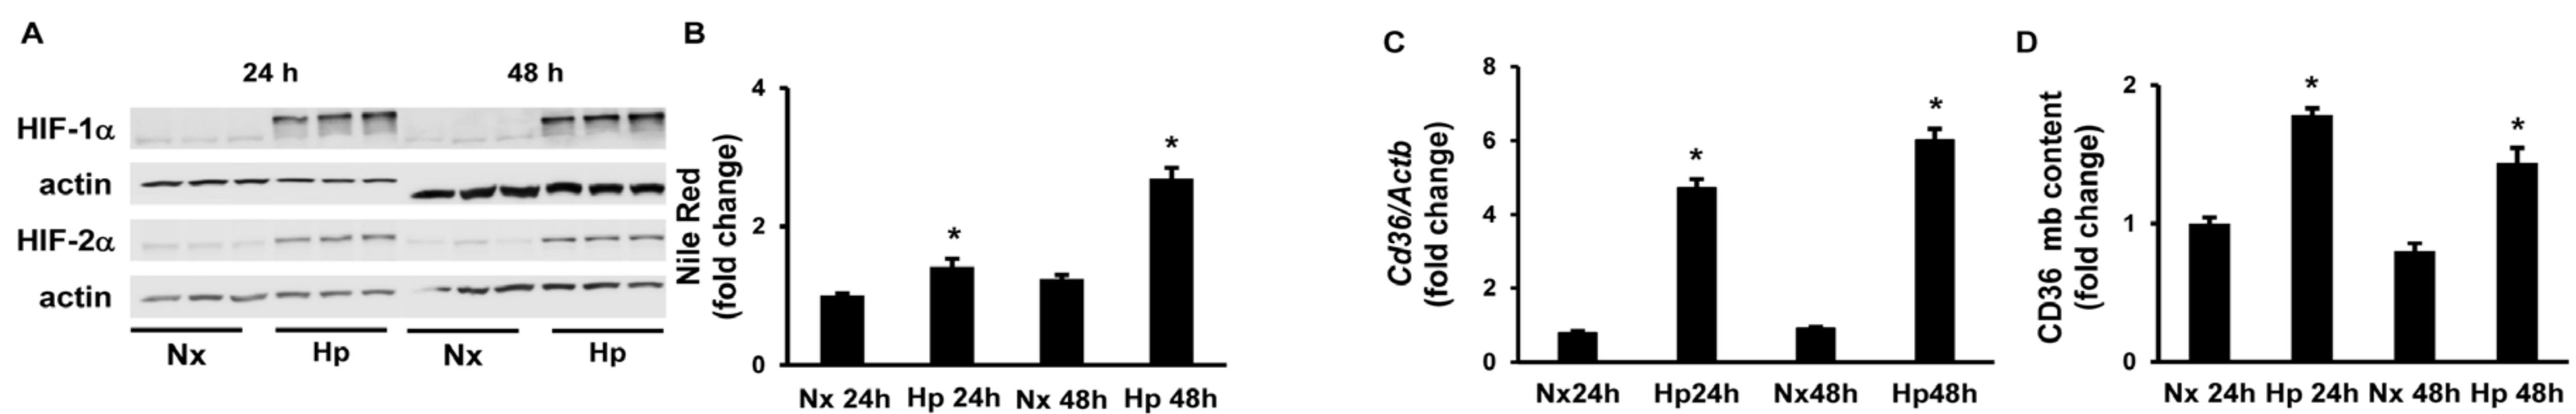 A
24 h
48 h
HIF-1α
actin
HIF-2α
actin
Nx
Hp
Nx
Hp
B
Nile Red
(fold change)
4
2
0
*
*
Nx 24h
Hp 24h
Nx 48h
Hp 48h
C
Cd36/Actb
(fold change)
8
6
4
2
0
*
*
Nx24h
Hp24h
Nx48h
Hp48h
D
CD36 mb content
(fold change)
2
1
0
*
*
Nx 24h
Hp 24h
Nx 48h
Hp 48h